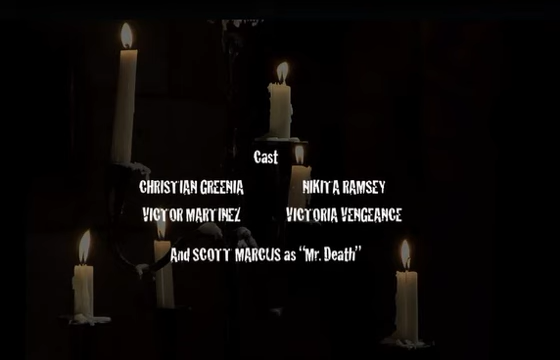 Cast
CHRISTIAN GREENIA NIKITA RAMSEY
VICTOR MARTINEZ VICTORIA VENGEANCE
And SCOTT MARCUS as "Mr. Death"